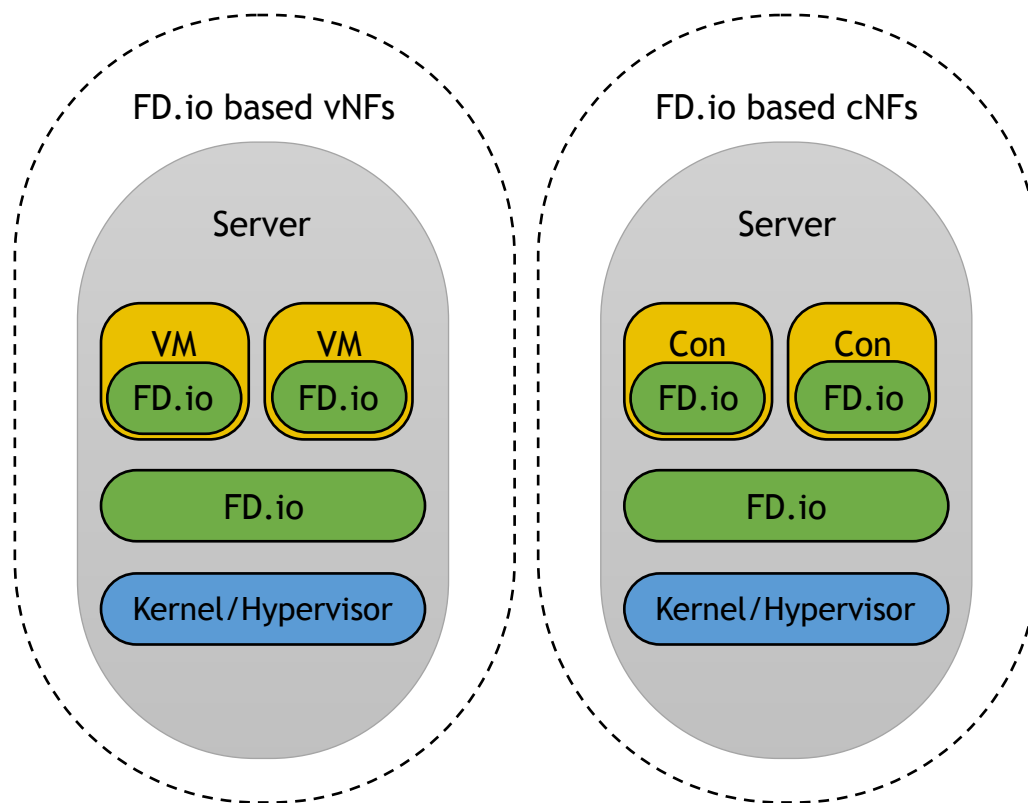 FD.io based vNFs
Server
VM
VM
FD.io
FD.io
FD.io
Kernel/Hypervisor
FD.io based cNFs
Server
Con
Con
FD.io
FD.io
FD.io
Kernel/Hypervisor